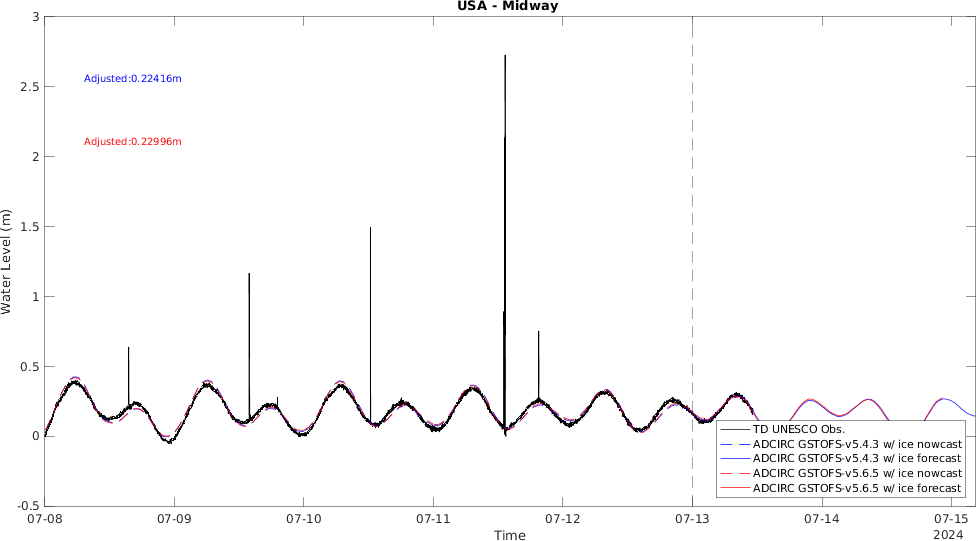 USA - Midway
3
2.5
2
1.5
1
0.5
0
-0.5
Water Level (m)
Adjusted:0.22416m
Adjusted:0.22996m
TD UNESCO Obs.
ADCIRC GSTOFS-v5.4.3 w/ ice nowcast
ADCIRC GSTOFS-v5.4.3 w/ ice forecast
ADCIRC GSTOFS-v5.6.5 w/ ice nowcast
ADCIRC GSTOFS-v5.6.5 w/ ice forecast
07-08 07-09 07-10 07-11 07-12 07-13 07-14 07-15
Time
2024